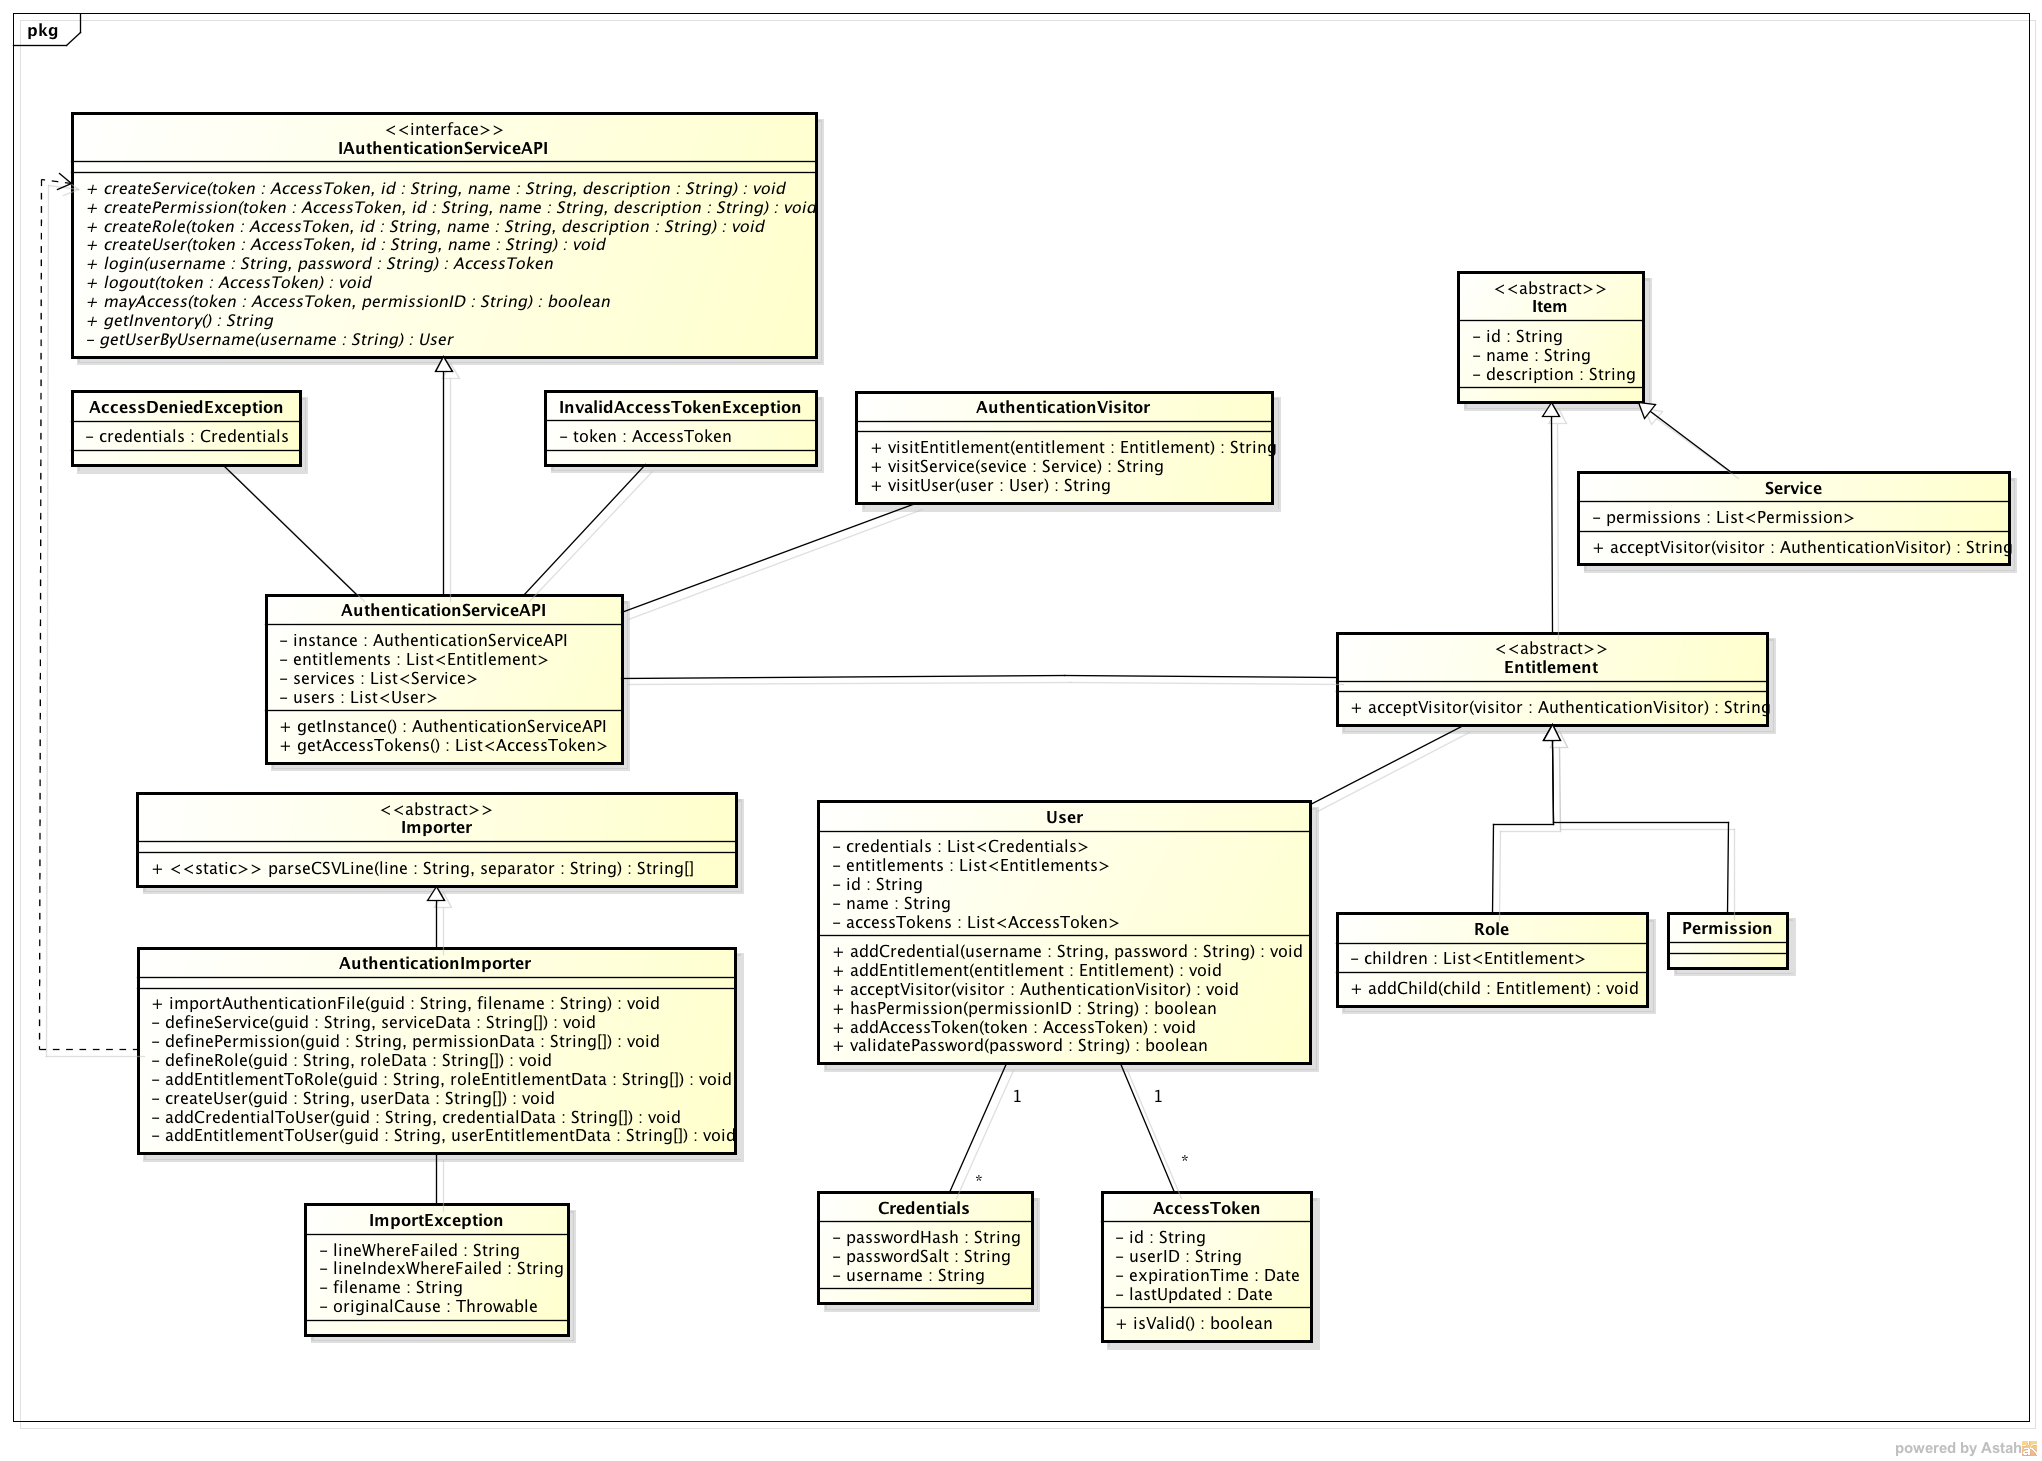 pkg
<<interface>>
IAuthenticationServiceAPI
+ createService(token : AccessToken, id : String, name : String, description : String) : void
+ createPermission(token : AccessToken, id : String, name : String, description : String) : void
+ createRole(token : AccessToken, id : String, name : String, description : String) : void
+ createUser(token : AccessToken, id : String, name : String) : void
+ login(username : String, password : String) : AccessToken
+ logout(token : AccessToken) : void
+ mayAccess(token : AccessToken, permissionID : String) : boolean
+ getInventory() : String
- getUserByUsername(username : String) : User
<<abstract>>
Item
- id : String
- name : String
- description : String
AccessDeniedException
- credentials : Credentials
InvalidAccessTokenException
- token : AccessToken
AuthenticationVisitor
+ visitEntitlement(entitlement : Entitlement) : String
+ visitService(sevice : Service) : String
+ visitUser(user : User) : String
Service
- permissions : List<Permission>
+ acceptVisitor(visitor : AuthenticationVisitor) : String
AuthenticationServiceAPI
- instance : AuthenticationServiceAPI
- entitlements : List<Entitlement>
- services : List<Service>
- users : List<User>
+ getInstance() : AuthenticationServiceAPI
+ getAccessTokens() : List<AccessToken>
<<abstract>>
Entitlement
+ acceptVisitor(visitor : AuthenticationVisitor) : String
<<abstract>>
Importer
+ <<static>> parseCSVLine(line : String, separator : String) : String[]
User
- credentials : List<Credentials>
- entitlements : List<Entitlements>
- id : String
- name : String
- accessTokens : List<AccessToken>
+ addCredential(username : String, password : String) : void
+ addEntitlement(entitlement : Entitlement) : void
+ acceptVisitor(visitor : AuthenticationVisitor) : void
+ hasPermission(permissionID : String) : boolean
+ addAccessToken(token : AccessToken) : void
+ validatePassword(password : String) : boolean
Role
- children : List<Entitlement>
+ addChild(child : Entitlement) : void
Permission
AuthenticationImporter
+ importAuthenticationFile(guid : String, filename : String) : void
- defineService(guid : String, serviceData : String[]) : void
- definePermission(guid : String, permissionData : String[]) : void
- defineRole(guid : String, roleData : String[]) : void
- addEntitlementToRole(guid : String, roleEntitlementData : String[]) : void
- createUser(guid : String, userData : String[]) : void
- addCredentialToUser(guid : String, credentialData : String[]) : void
- addEntitlementToUser(guid : String, userEntitlementData : String[]) : void
1
1
*
*
ImportException
- lineWhereFailed : String
- lineIndexWhereFailed : String
- filename : String
- originalCause : Throwable
Credentials
- passwordHash : String
- passwordSalt : String
- username : String
AccessToken
- id : String
- userID : String
- expirationTime : Date
- lastUpdated : Date
+ isValid() : boolean
powered by Astah